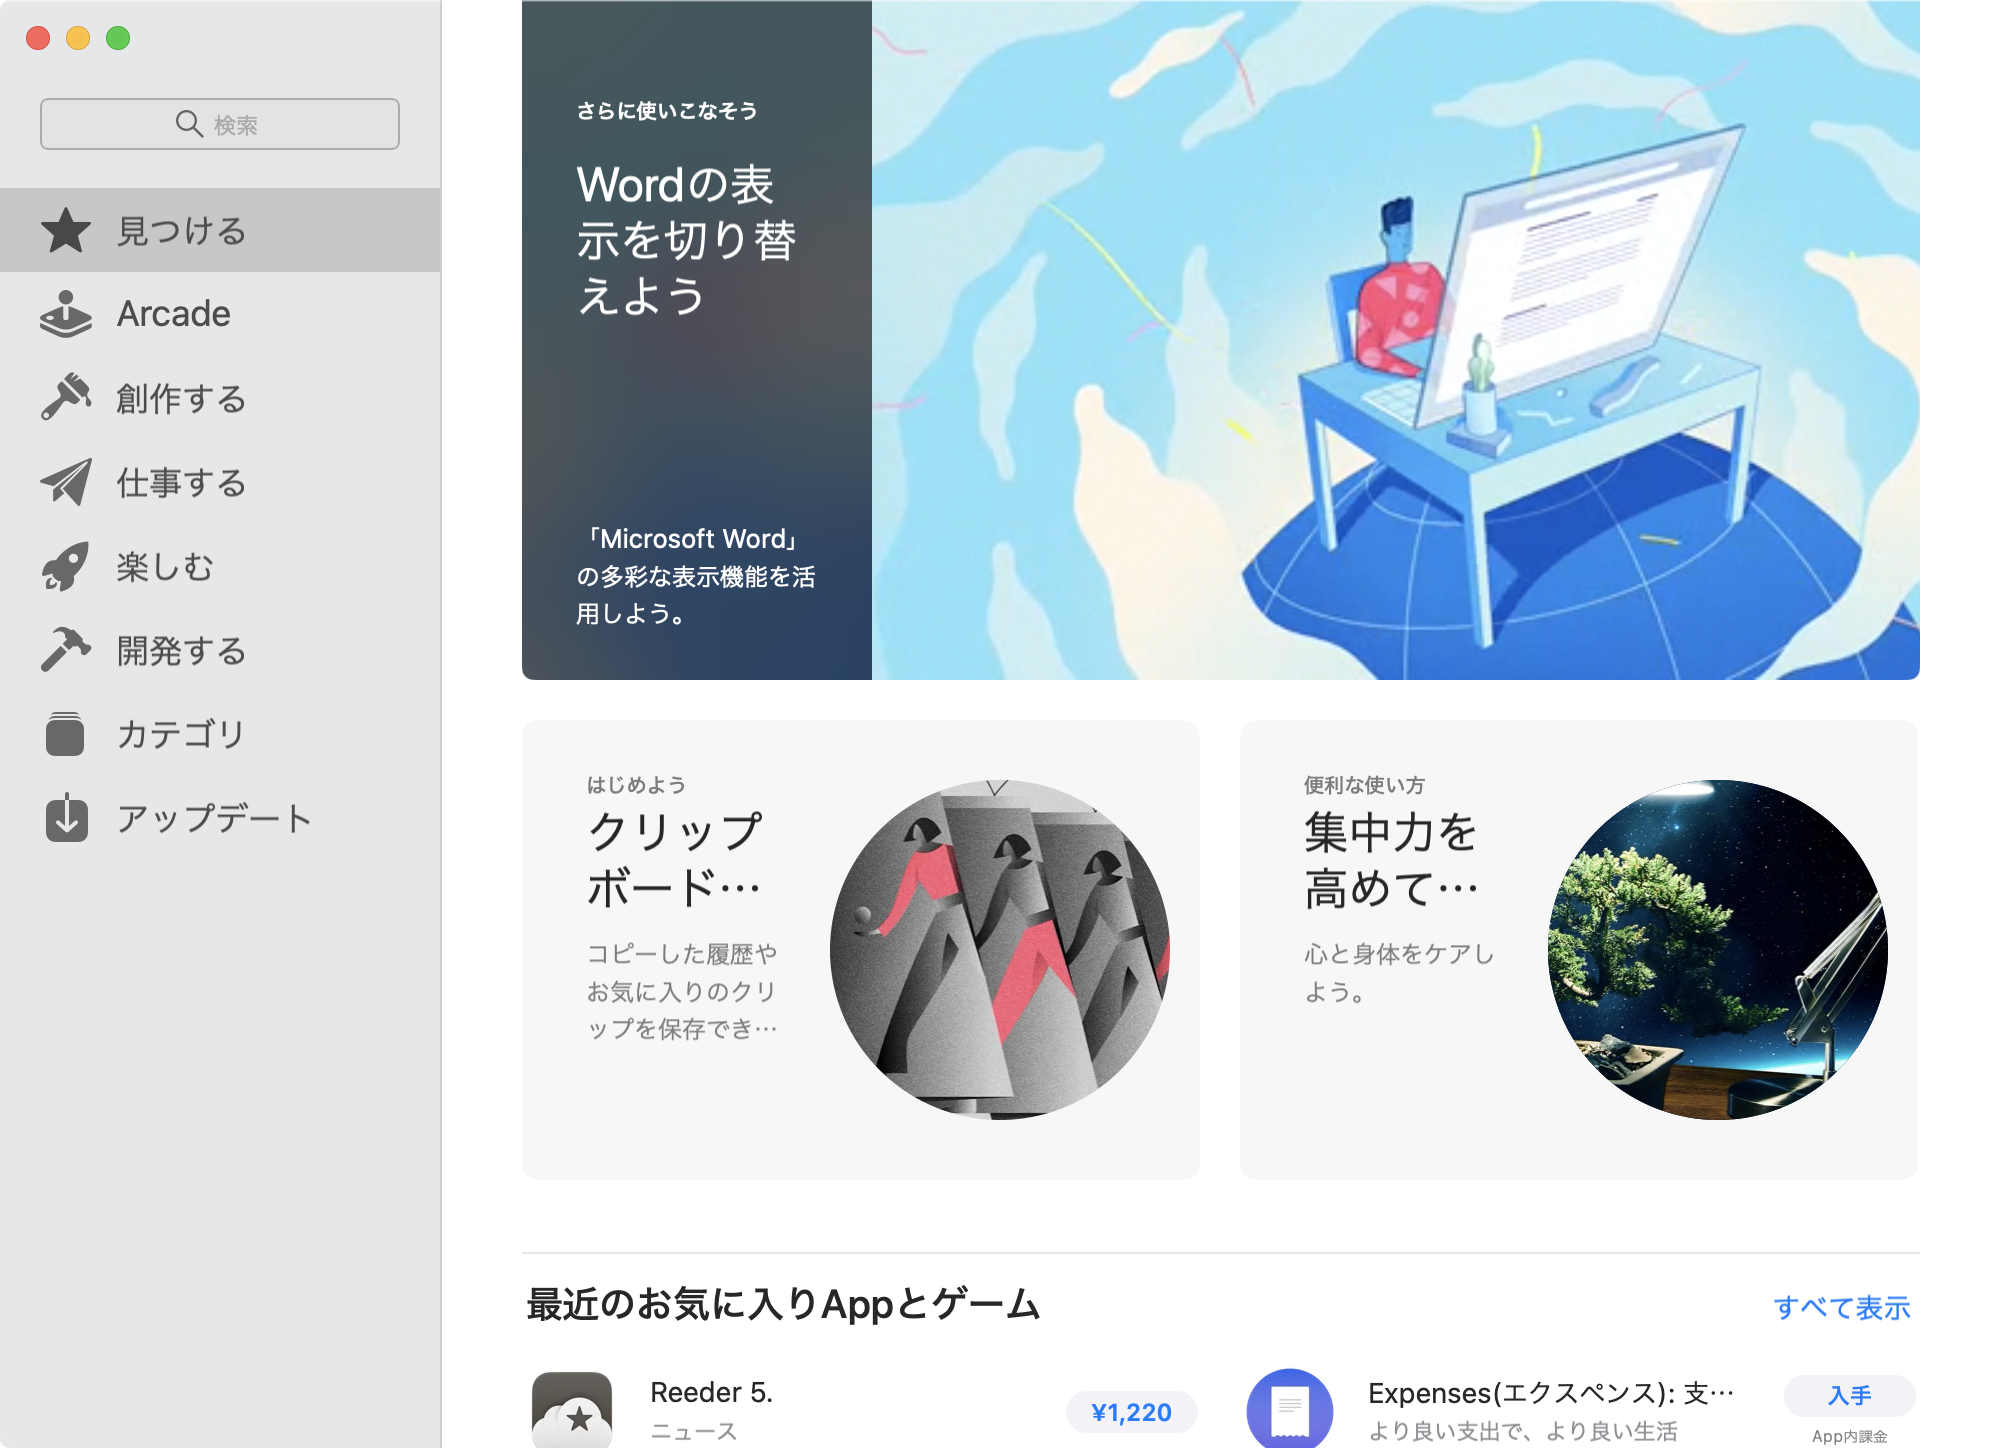 検索
見つける
Arcade
創作する
仕事する
楽しむ
開発する
カテゴリ
アップデート
さらに使いこなそう
Wordの表
示を切り替
えよう
「Microsoft Word」
の多彩な表示機能を活
用しよう。
はじめよう
クリップ
ボード…
コピーした履歴や
お気に入りのクリ
ップを保存でき…
便利な使い方
集中力を
高めて…
心と身体をケアし
よう。
最近のお気に入りAppとゲーム
すべて表示
Reeder 5.
ニュース
¥1,220
Expenses(エクスペンス): 支…
より良い支出で、より良い生活
入手
App内課金